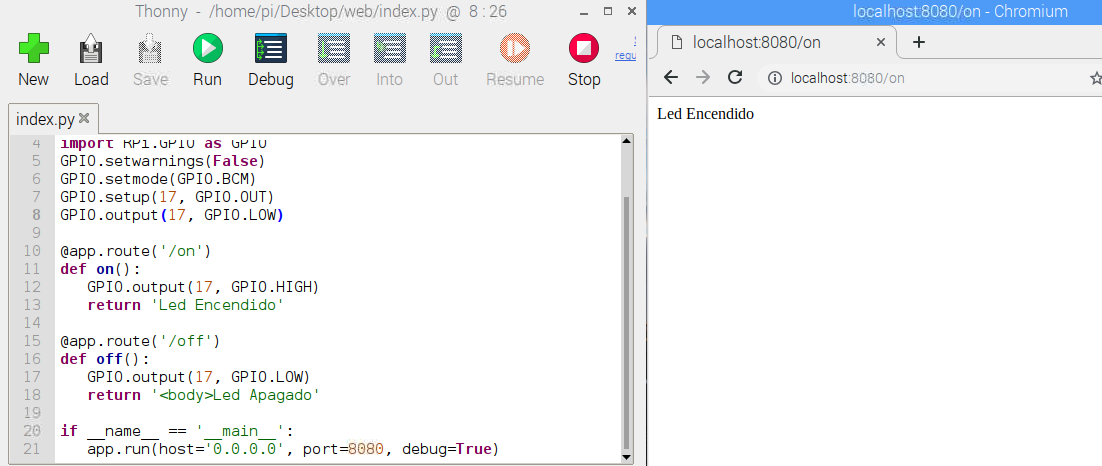 Thonny - /home/pi/Desktop/web/index.py @ 8 : 26
New Load Save Run Debug Over Into Out Resume Stop
requ
index.py
4 import RPi.GPIO as GPIO
5 GPIO.setwarnings(False)
6 GPIO.setmode(GPIO.BCM)
7 GPIO.setup(17, GPIO.OUT)
8 GPIO.output(17, GPIO.LOW)
9
10 @app.route('/on')
11 def on():
12 GPIO.output(17, GPIO.HIGH)
13 return 'Led Encendido'
14
15 @app.route('/off')
16 def off():
17 GPIO.output(17, GPIO.LOW)
18 return '<body>Led Apagado'
19
20 if __name__ == '__main__':
21 app.run(host='0.0.0.0', port=8080, debug=True)
localhost:8080/on - Chromium
localhost:8080/on
localhost:8080/on
Led Encendido